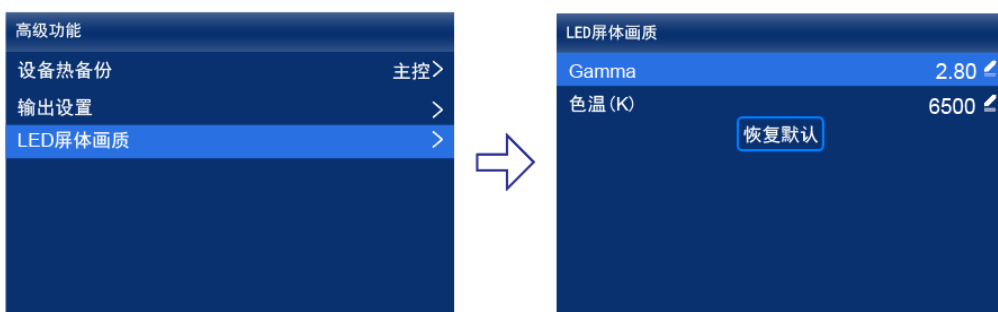 高级功能
设备热备份 主控>
输出设置 >
LED屏体画质 >
LED屏体画质
Gamma 2.80
色温(K) 6500
恢复默认